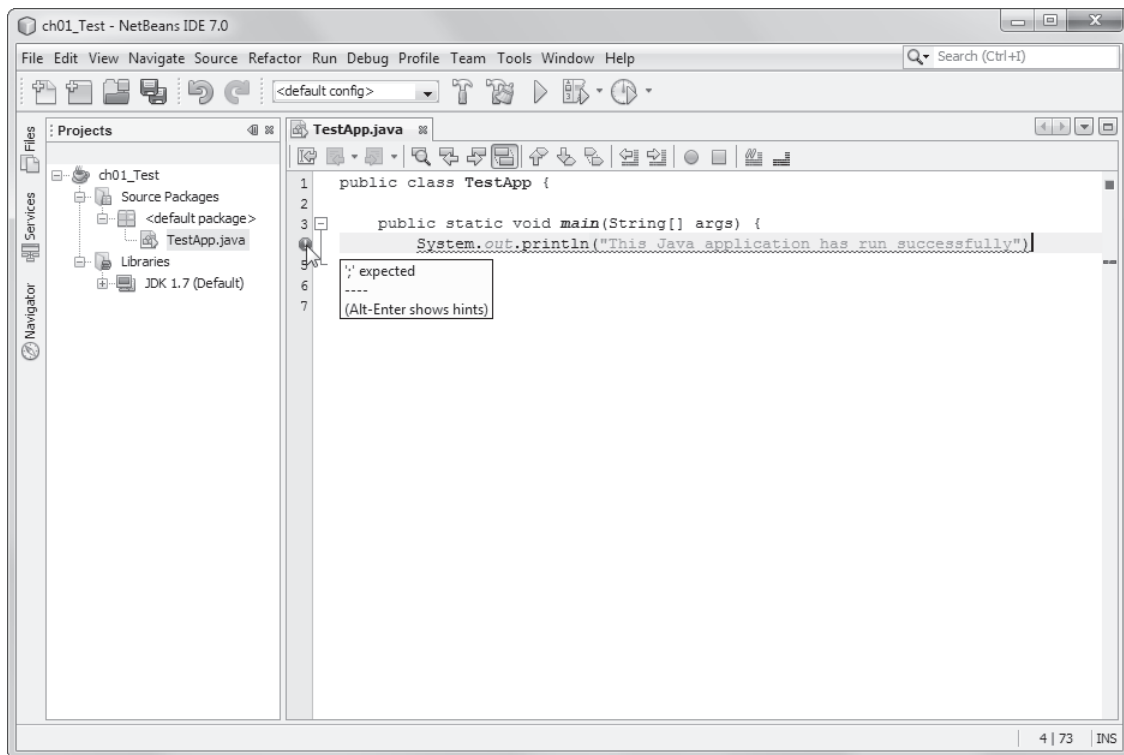 ch01_Test - NetBeans IDE 7.0
File Edit View Navigate Source Refactor Run Debug Profile Team Tools Window Help
Search (Ctrl+I)
<default config>
Files
Services
Navigator
Projects
ch01_Test
Source Packages
<default package>
TestApp.java
Libraries
JDK 1.7 (Default)
TestApp.java
1 public class TestApp {
2
3 public static void main(String[] args) {
System.out.println("This Java application has run successfully")
5
6
7
';' expected
----
(Alt-Enter shows hints)
4 | 73 INS